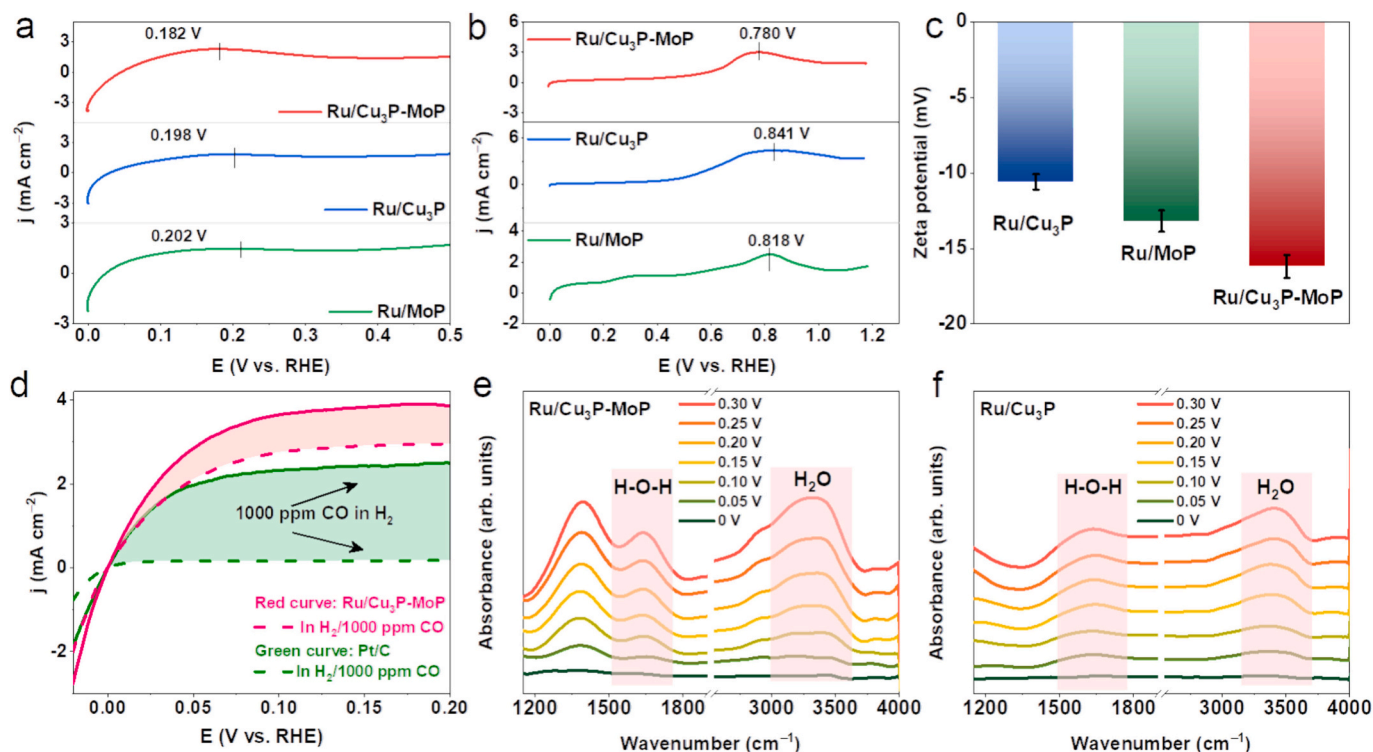 a
0.182 V
3
0
-3
Ru/Cu₃P-MoP
0.198 V
3
0
-3
Ru/Cu₃P
0.202 V
3
0
3
Ru/MoP
j (mA cm⁻²)
0.0 0.1 0.2 0.3 0.4 0.5
E (V vs. RHE)
b
6
3
0
Ru/Cu₃P-MoP
0.780 V
6
0
Ru/Cu₃P
0.841 V
4
2
0
-2
Ru/MoP
0.818 V
j (mA cm⁻²)
0.0 0.2 0.4 0.6 0.8 1.0 1.2
E (V vs. RHE)
c
0
-5
-10
-15
-20
Zeta potential (mV)
Ru/Cu₃P
Ru/MoP
Ru/Cu₃P-MoP
d
4
2
0
-2
j (mA cm⁻²)
1000 ppm CO in H₂
Red curve: Ru/Cu₃P-MoP
In H₂/1000 ppm CO
Green curve: Pt/C
In H₂/1000 ppm CO
0.00 0.05 0.10 0.15 0.20
E (V vs. RHE)
e
Ru/Cu₃P-MoP
0.30 V
0.25 V
0.20 V
0.15 V
0.10 V
0.05 V
0 V
H-O-H
H₂O
Absorbance (arb. units)
1200 1500 1800 3000 4000
Wavenumber (cm⁻¹)
f
Ru/Cu₃P
0.30 V
0.25 V
0.20 V
0.15 V
0.10 V
0.05 V
0 V
H-O-H
H₂O
Absorbance (arb. units)
1200 1500 1800 3000 4000
Wavenumber (cm⁻¹)